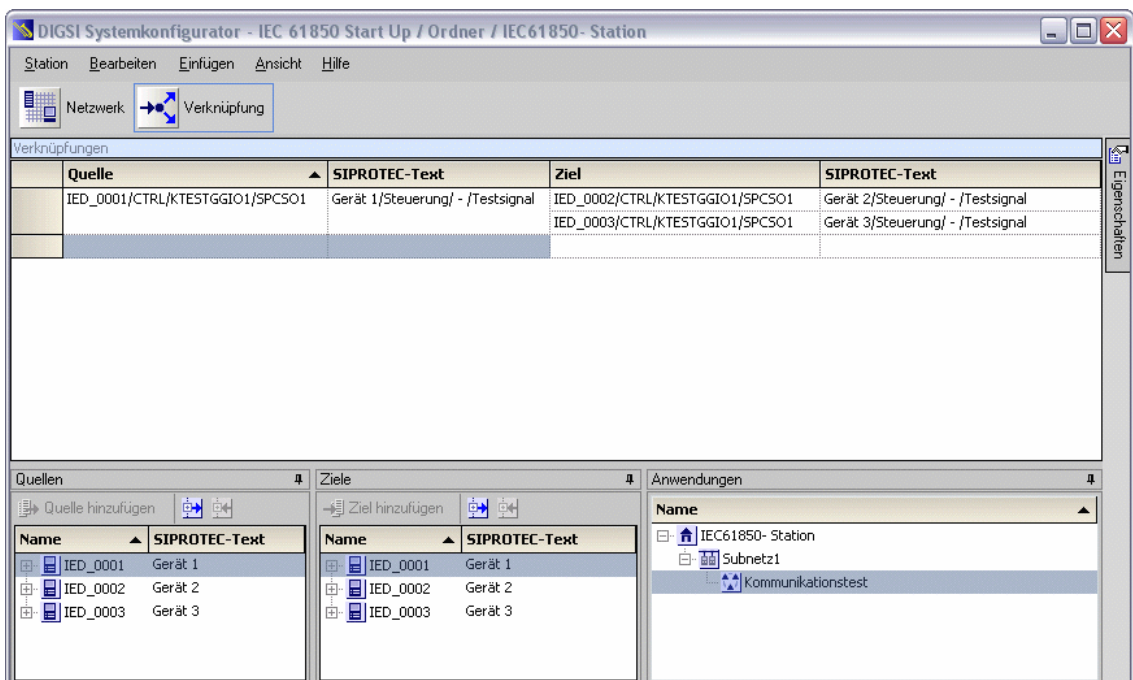 DIGSI Systemkonfigurator - IEC 61850 Start Up / Ordner / IEC61850- Station
Station Bearbeiten Einfügen Ansicht Hilfe
Netzwerk Verknüpfung
Verknüpfungen
Quelle SIPROTEC-Text Ziel SIPROTEC-Text
IED_0001/CTRL/KTESTGGIO1/SPCSO1 Gerät 1/Steuerung/ - /Testsignal IED_0002/CTRL/KTESTGGIO1/SPCSO1 Gerät 2/Steuerung/ - /Testsignal
IED_0003/CTRL/KTESTGGIO1/SPCSO1 Gerät 3/Steuerung/ - /Testsignal
Eigenschaften
Quellen
Quelle hinzufügen
Name SIPROTEC-Text
IED_0001 Gerät 1
IED_0002 Gerät 2
IED_0003 Gerät 3
Ziele
Ziel hinzufügen
Name SIPROTEC-Text
IED_0001 Gerät 1
IED_0002 Gerät 2
IED_0003 Gerät 3
Anwendungen
Name
IEC61850- Station
Subnetz1
Kommunikationstest